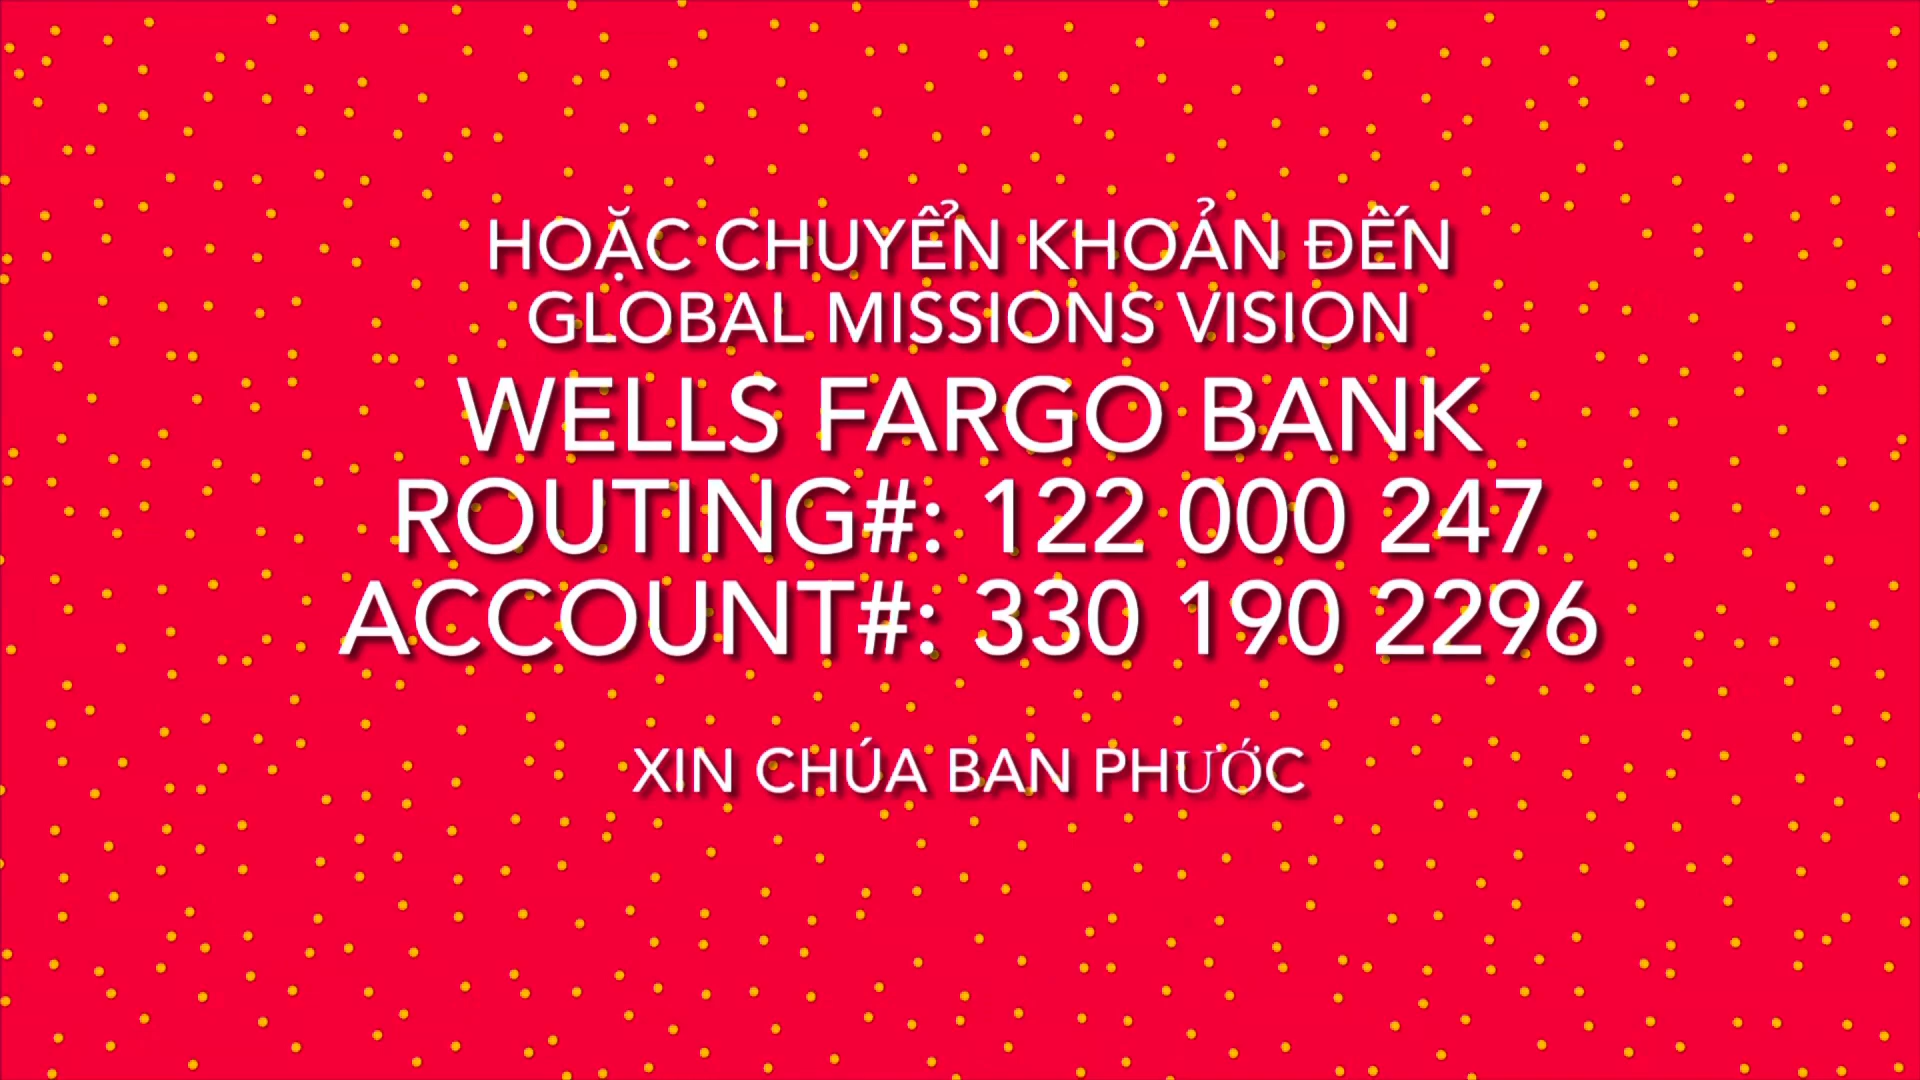 HOẶC CHUYỂN KHOẢN ĐẾN
GLOBAL MISSIONS VISION
WELLS FARGO BANK
ROUTING#: 122 000 247
ACCOUNT#: 330 190 2296
XIN CHÚA BAN PHƯỚC